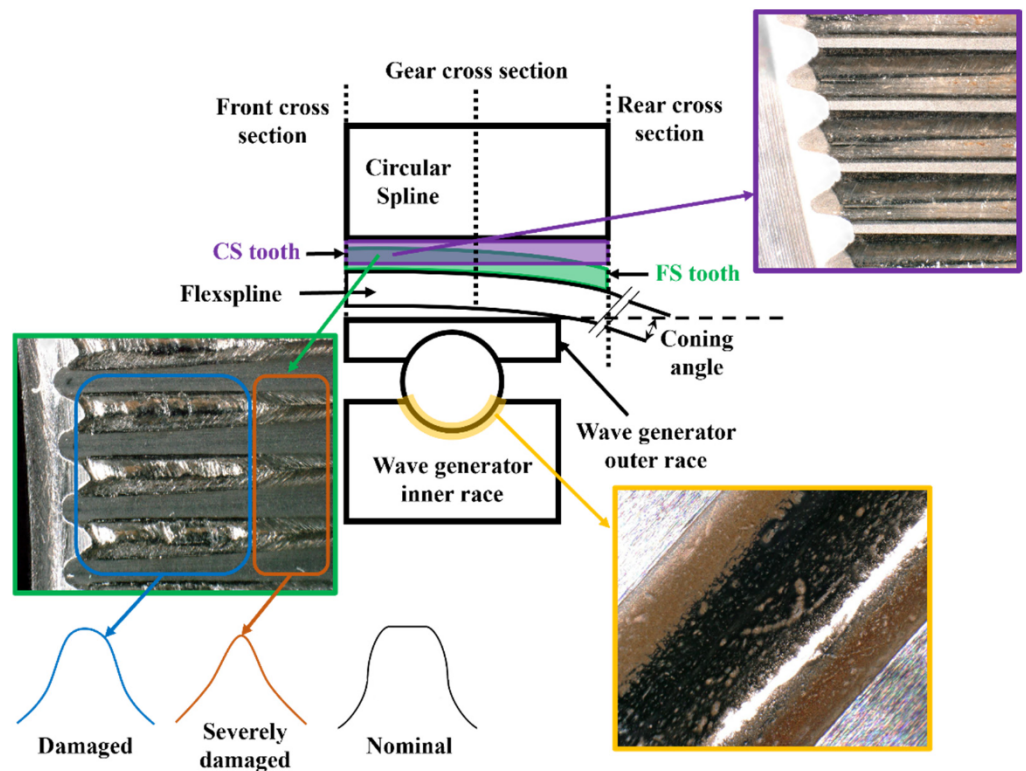 Gear cross section
Front cross
section
Rear cross
section
Circular
Spline
CS tooth
FS tooth
Flexspline
Coning
angle
Wave generator
outer race
Wave generator
inner race
Damaged
Severely
damaged
Nominal